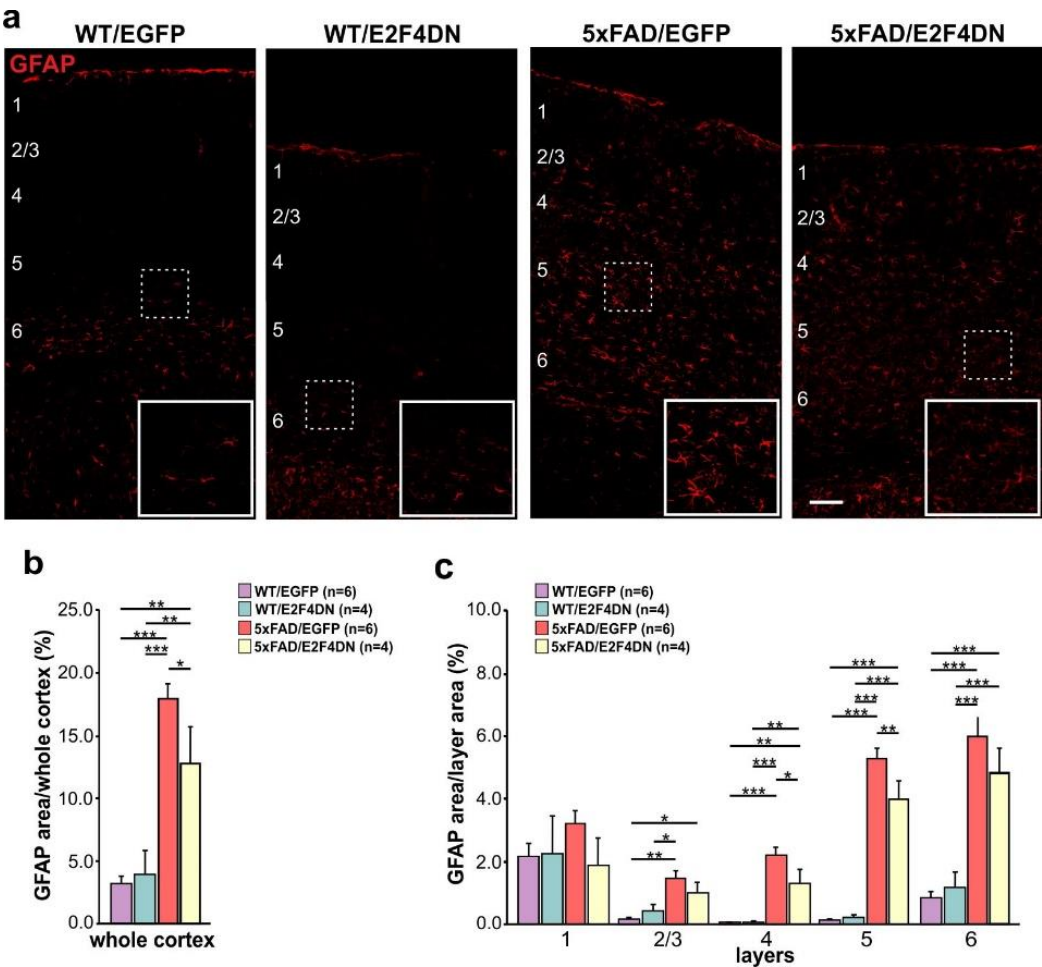 a
WT/EGFP
WT/E2F4DN
5xFAD/EGFP
5xFAD/E2F4DN
GFAP
1
2/3
4
5
6
1
2/3
4
5
6
1
2/3
4
5
6
1
2/3
4
5
6
b
WT/EGFP (n=6)
WT/E2F4DN (n=4)
5xFAD/EGFP (n=6)
5xFAD/E2F4DN (n=4)
GFAP area/whole cortex (%)
25.0
20.0
15.0
10.0
5.0
0.0
**
**
***
***
*
whole cortex
c
WT/EGFP (n=6)
WT/E2F4DN (n=4)
5xFAD/EGFP (n=6)
5xFAD/E2F4DN (n=4)
GFAP area/layer area (%)
10.0
8.0
6.0
4.0
2.0
0.0
*
*
**
**
**
***
*
***
***
***
***
***
**
***
***
***
***
1 2/3 4 5 6
layers